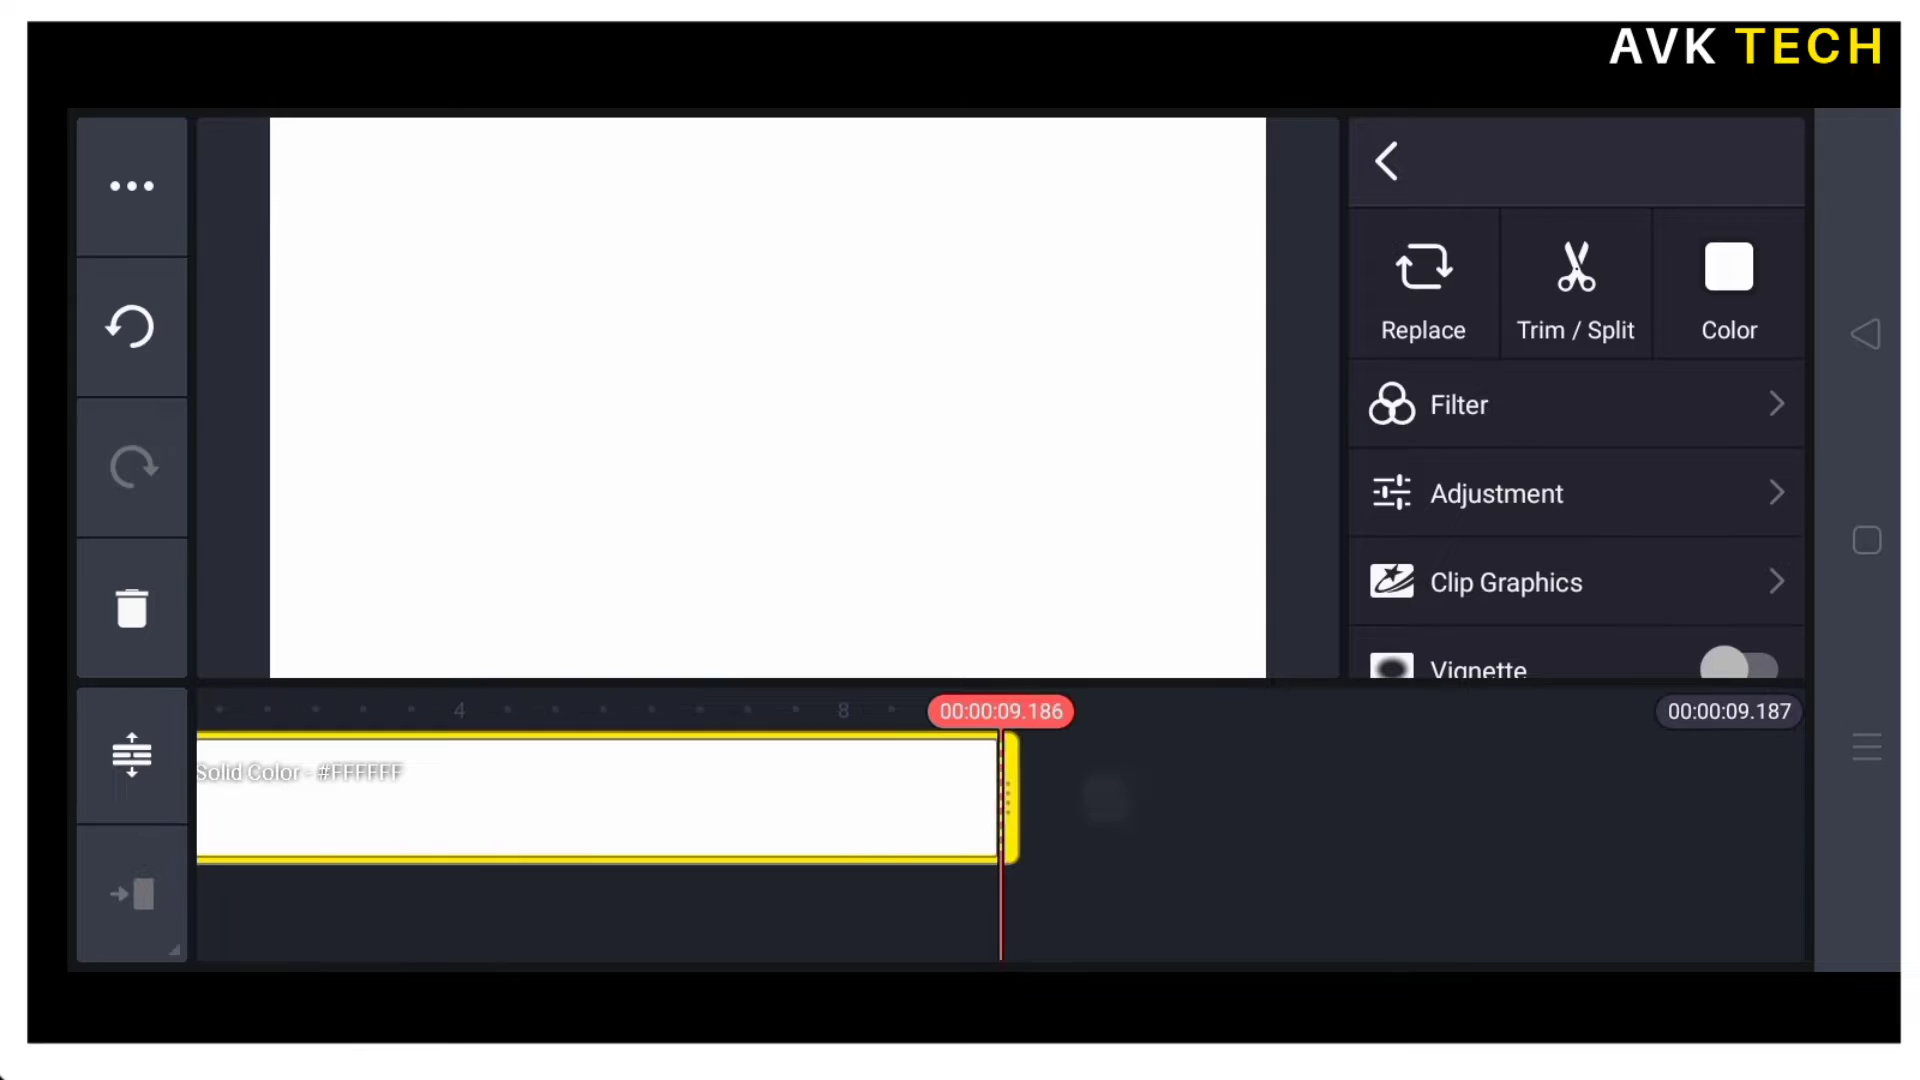 AVK TECH
Replace
Trim / Split
Color
Filter
Adjustment
Clip Graphics
Vignette
4
8
00:00:09.186
00:00:09.187
Solid Color - #FFFFFF